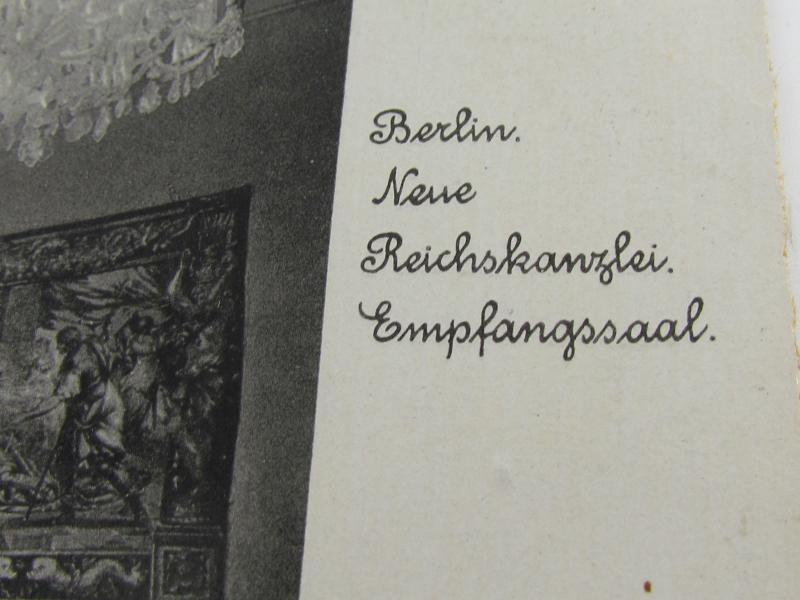 Berlin.
Neue
Reichskanzlei.
Empfangssaal.